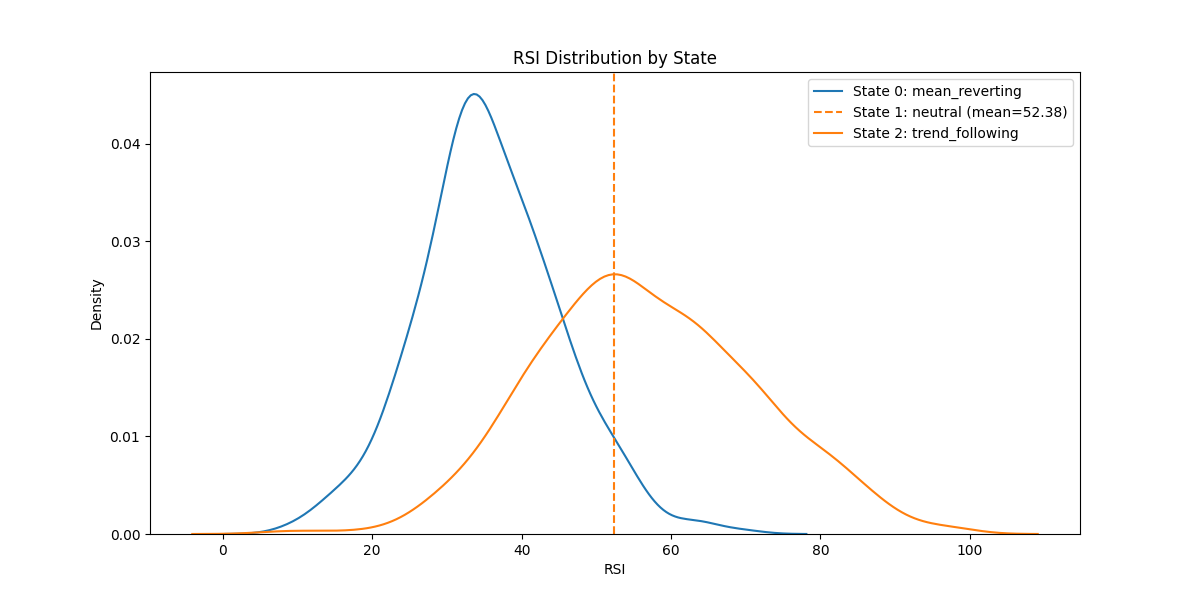 RSI Distribution by State
State 0: mean_reverting
State 1: neutral (mean=52.38)
State 2: trend_following
Density
0.04
0.03
0.02
0.01
0.00
0 20 40 60 80 100
RSI